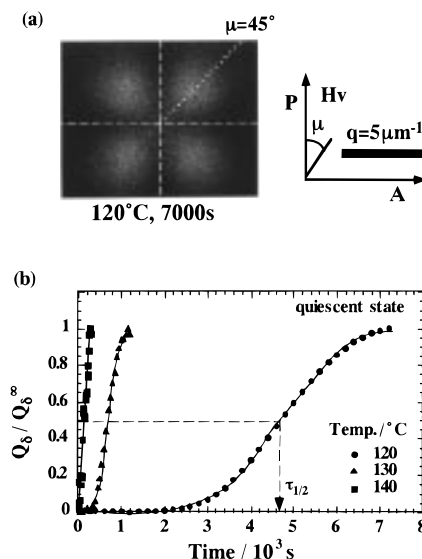 (a)
μ=45°
P
Hv
μ
q=5μm⁻¹
A
120°C, 7000s
(b)
quiescent state
1
0.8
0.6
0.4
0.2
0
Q_δ / Q_δ^∞
τ_1/2
Temp./°C
120
130
140
0 1 2 3 4 5 6 7 8
Time / 10³ s